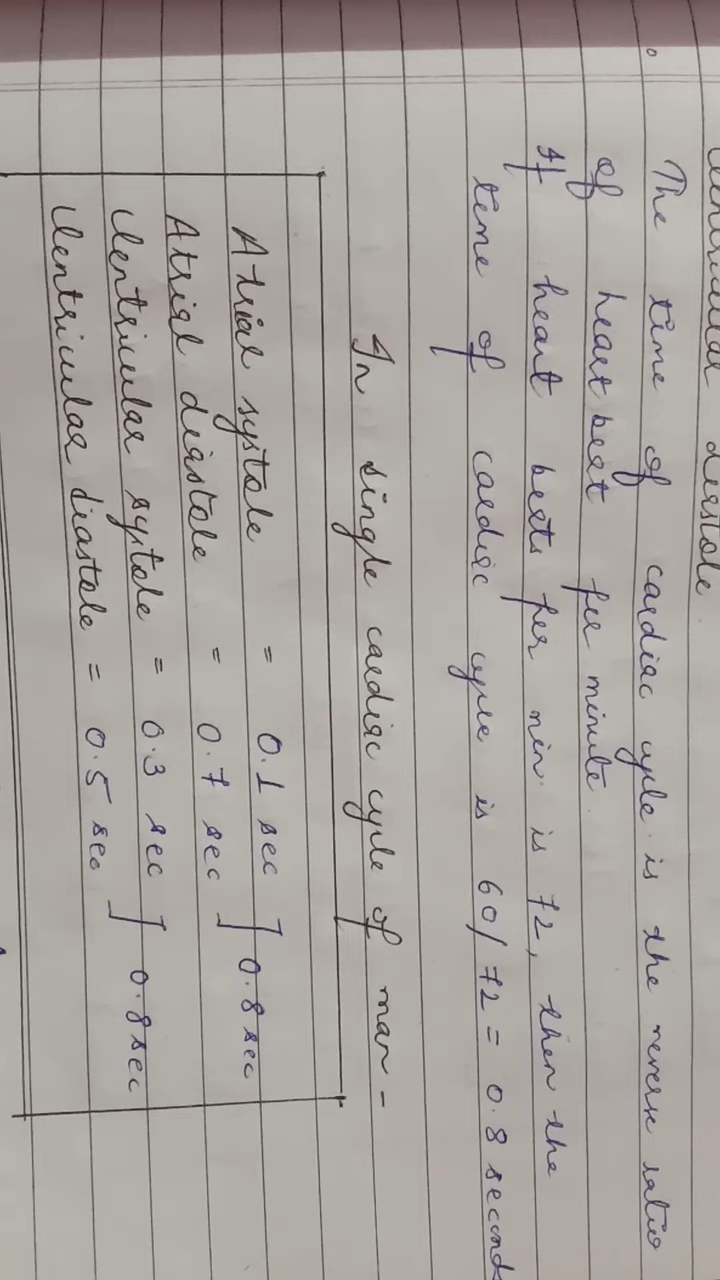 Ventricular diastole.
The time of cardiac cycle is the reverse ratio
of heart beat per minute.
If heart beats per min. is 72, then the
time of cardiac cycle is 60/72 = 0.8 seconds
In single cardiac cycle of man -
Atrial systole = 0.1 sec ] 0.8 sec
Atrial diastole = 0.7 sec
Ventricular systole = 0.3 sec ] 0.8 sec
Ventricular diastole = 0.5 sec